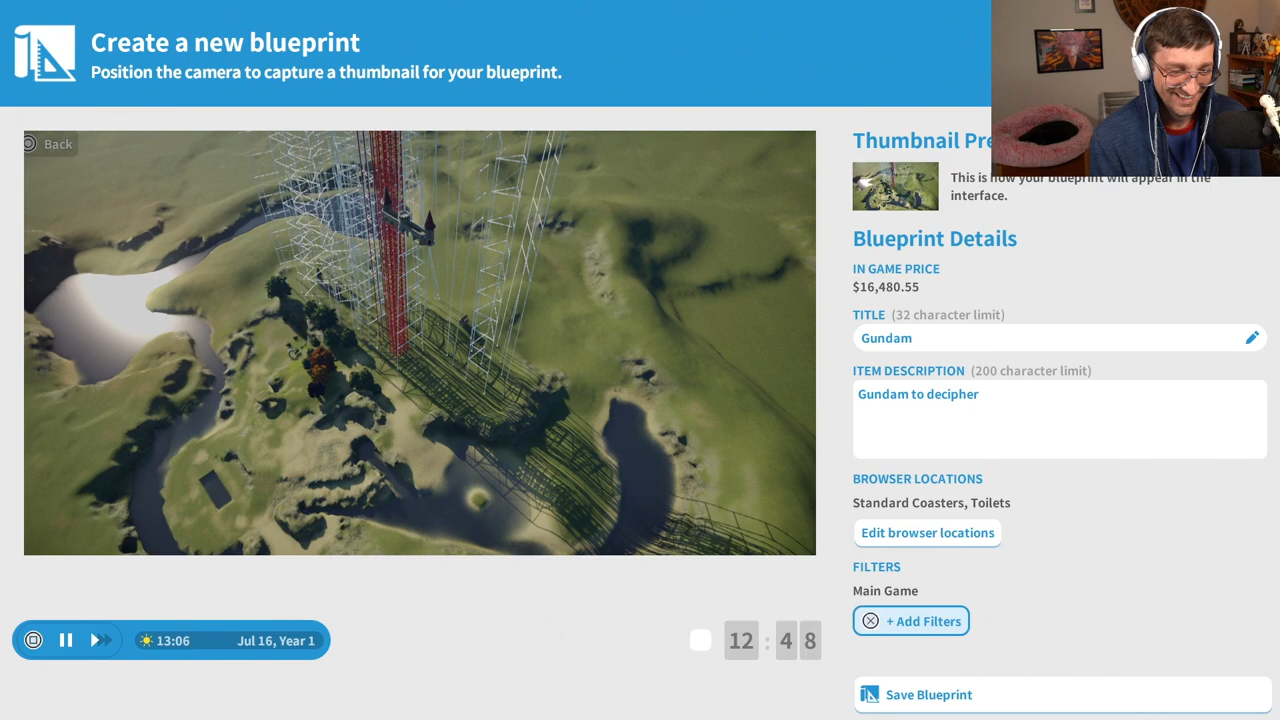 Create a new blueprint
Position the camera to capture a thumbnail for your blueprint.
Back
Thumbnail Pre
This is how your blueprint will appear in the
interface.
Blueprint Details
IN GAME PRICE
$16,480.55
TITLE (32 character limit)
Gundam
ITEM DESCRIPTION (200 character limit)
Gundam to decipher
BROWSER LOCATIONS
Standard Coasters, Toilets
Edit browser locations
FILTERS
Main Game
+ Add Filters
13:06 Jul 16, Year 1
12 : 4 8
Save Blueprint